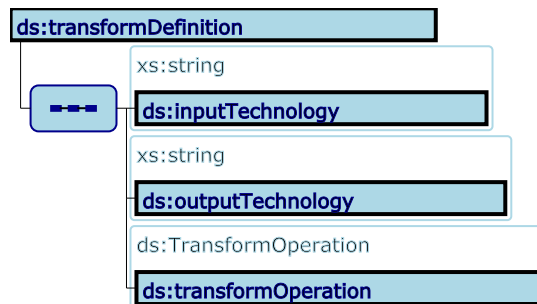 ds:transformDefinition
xs:string
ds:inputTechnology
xs:string
ds:outputTechnology
ds:TransformOperation
ds:transformOperation